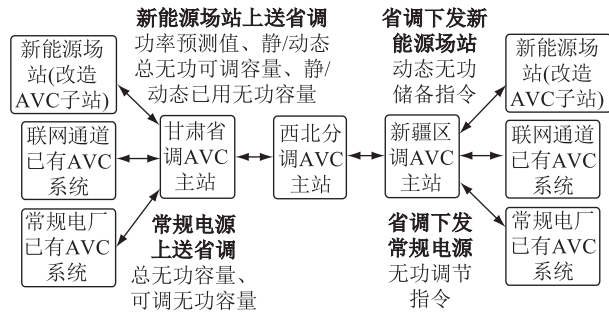 新能源场
站(改造
AVC子站)
联网通道
已有AVC
系统
常规电厂
已有AVC
系统
新能源场站上送省调
功率预测值、静/动态
总无功可调容量、静/
动态已用无功容量
甘肃省
调AVC
主站
常规电源
上送省调
总无功容量、
可调无功容量
西北分
调AVC
主站
省调下发新
能源场站
动态无功
储备指令
新疆区
调AVC
主站
省调下发
常规电源
无功调节
指令
新能源场
站(改造
AVC子站)
联网通道
已有AVC
系统
常规电厂
已有AVC
系统